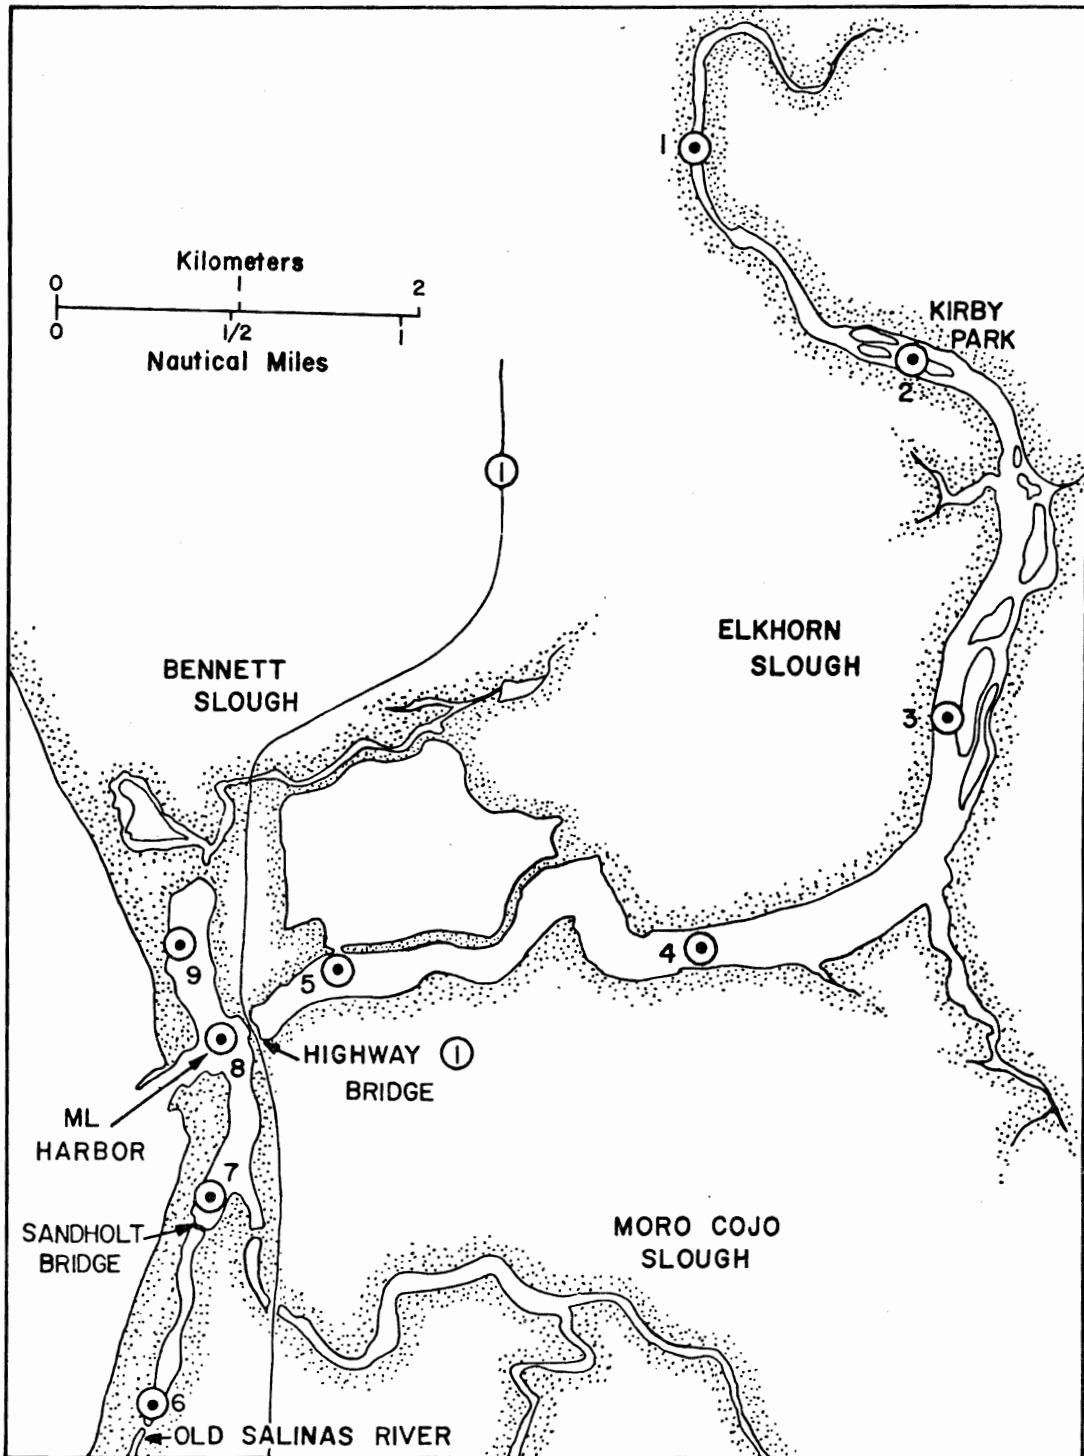 1
Kilometers
0 1 2
0 1/2 1
Nautical Miles
KIRBY
PARK
2
1
ELKHORN
SLOUGH
BENNETT
SLOUGH
3
4
9
5
8
HIGHWAY 1
BRIDGE
ML
HARBOR
7
SANDHOLT
BRIDGE
MORO COJO
SLOUGH
6
OLD SALINAS RIVER